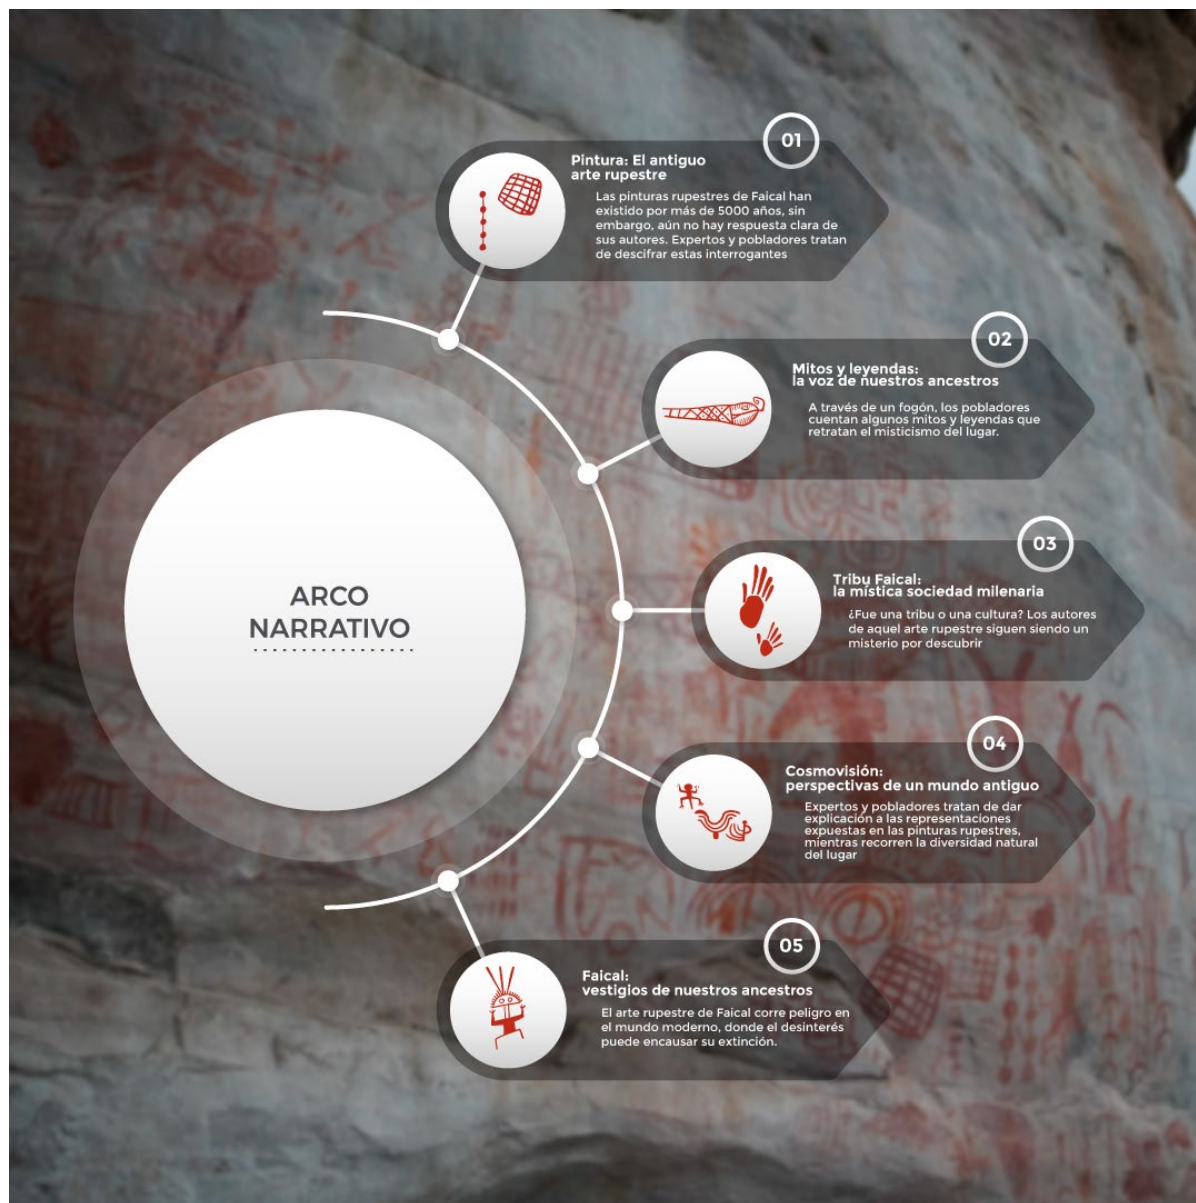 ARCO
NARRATIVO
01
Pintura: El antiguo
arte rupestre
Las pinturas rupestres de Faical han
existido por más de 5000 años, sin
embargo, aún no hay respuesta clara de
sus autores. Expertos y pobladores tratan
de descifrar estas interrogantes
02
Mitos y leyendas:
la voz de nuestros ancestros
A través de un fogón, los pobladores
cuentan algunos mitos y leyendas que
retratan el misticismo del lugar.
03
Tribu Faical:
la mística sociedad milenaria
¿Fue una tribu o una cultura? Los autores
de aquel arte rupestre siguen siendo un
misterio por descubrir
04
Cosmovisión:
perspectivas de un mundo antiguo
Expertos y pobladores tratan de dar
explicación a las representaciones
expuestas en las pinturas rupestres,
mientras recorren la diversidad natural
del lugar
05
Faical:
vestigios de nuestros ancestros
El arte rupestre de Faical corre peligro en
el mundo moderno, donde el desinterés
puede encausar su extinción.